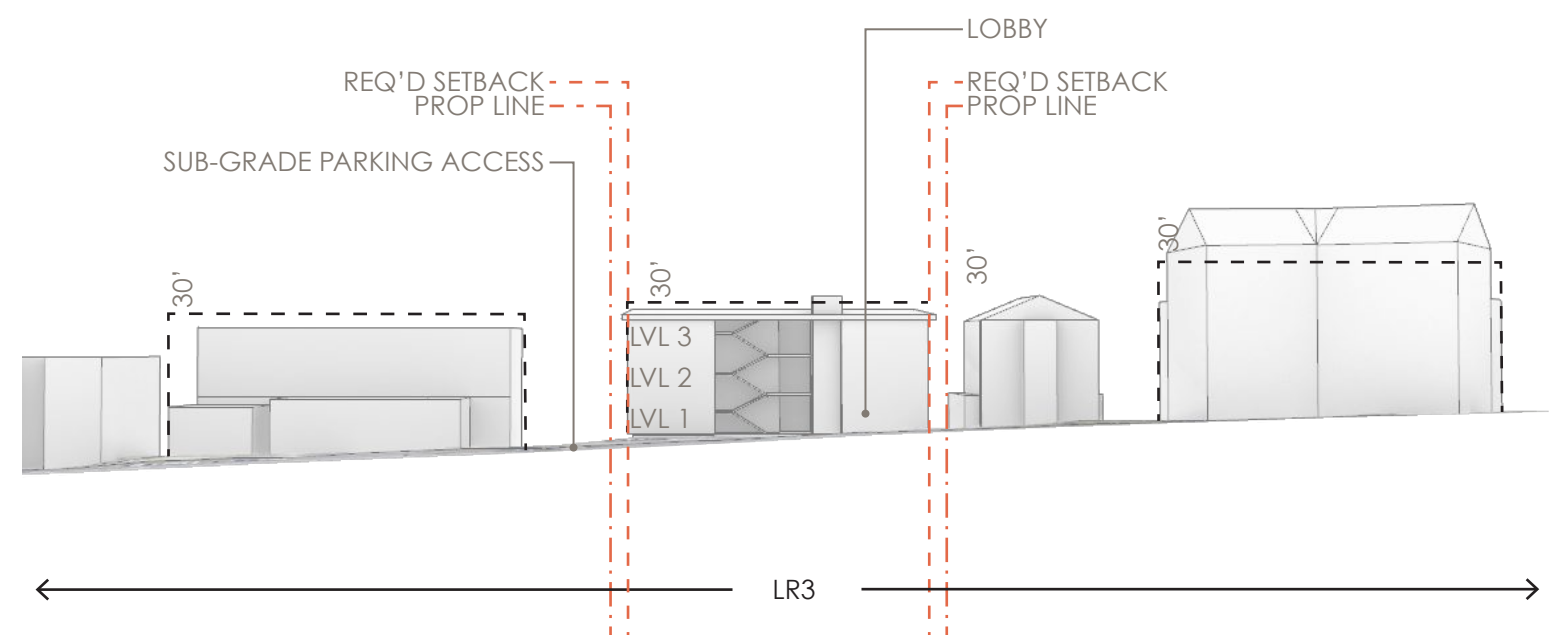 LOBBY
REQ'D SETBACK
PROP LINE
REQ'D SETBACK
PROP LINE
SUB-GRADE PARKING ACCESS
30'
30'
30'
30'
LVL 3
LVL 2
LVL 1
LR3